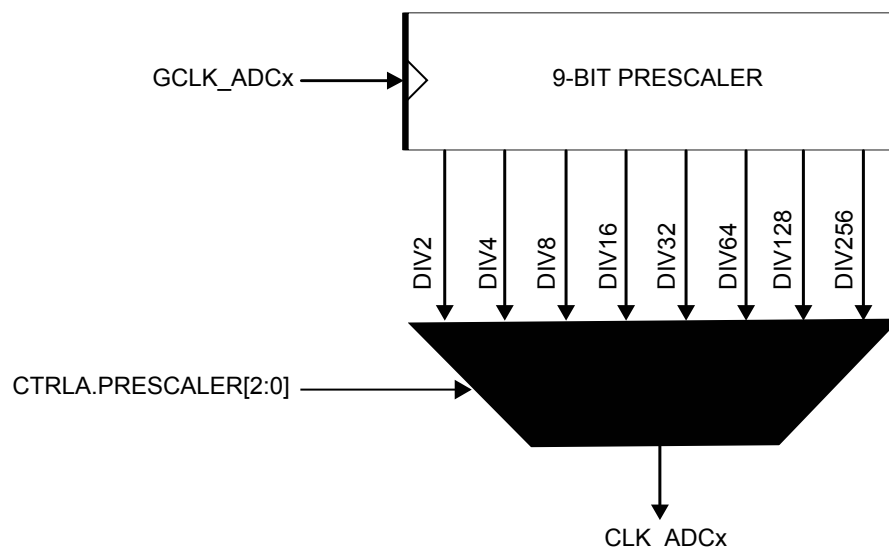 GCLK_ADCx
9-BIT PRESCALER
DIV2
DIV4
DIV8
DIV16
DIV32
DIV64
DIV128
DIV256
CTRLA.PRESCALER[2:0]
CLK_ADCx